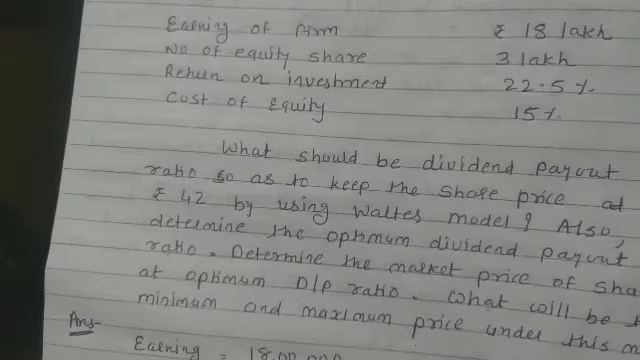 Earning of firm ₹ 18 lakh
No of equity share 3 lakh
Return on investment 22.5 %
Cost of Equity 15 %
What should be dividend payout
ratio so as to keep the share price at
₹ 42 by using Walter model? Also,
determine the optimum dividend payout
ratio. Determine the market price of Sha
at optimum D/P ratio. What will be t
minimum and maximum price under this m
Ans-
Earning = 18,00,000